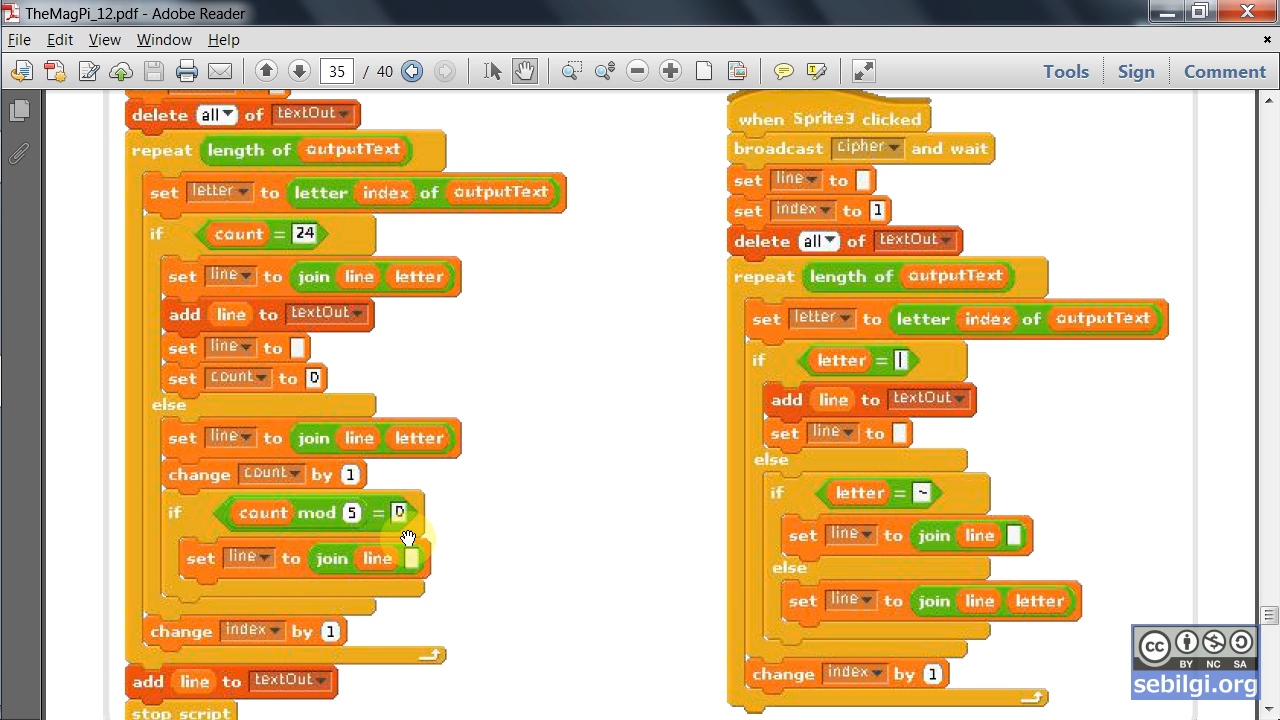 TheMagPi_12.pdf - Adobe Reader
File Edit View Window Help
35 / 40
Tools Sign Comment
delete all of textOut
repeat length of outputText
set letter to letter index of outputText
if count = 24
set line to join line letter
add line to textOut
set line to
set count to 0
else
set line to join line letter
change count by 1
if count mod 5 = 0
set line to join line
change index by 1
add line to textOut
stop script
when Sprite3 clicked
broadcast cipher and wait
set line to
set index to 1
delete all of textOut
repeat length of outputText
set letter to letter index of outputText
if letter = |
add line to textOut
set line to
else
if letter = ~
set line to join line
else
set line to join line letter
change index by 1
cc BY NC SA
sebilgi.org